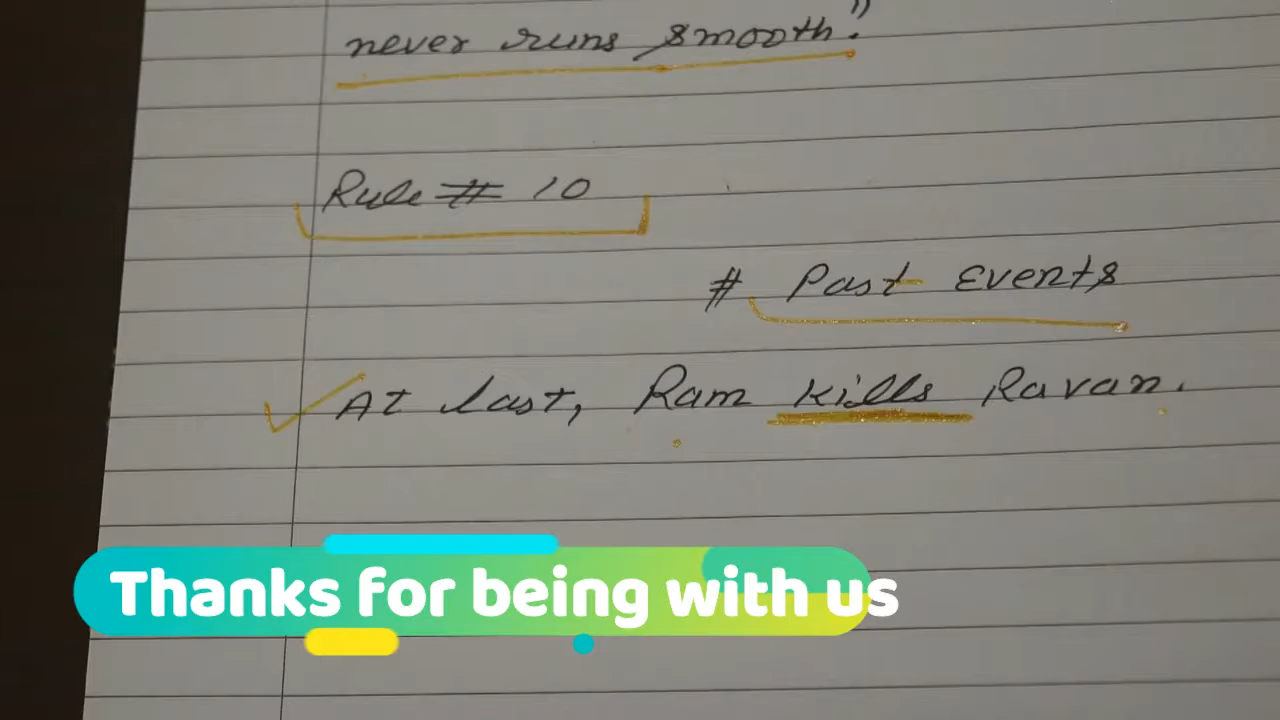 never runs smooth."
Rule # 10
# Past Events
At last, Ram kills Ravan.
Thanks for being with us